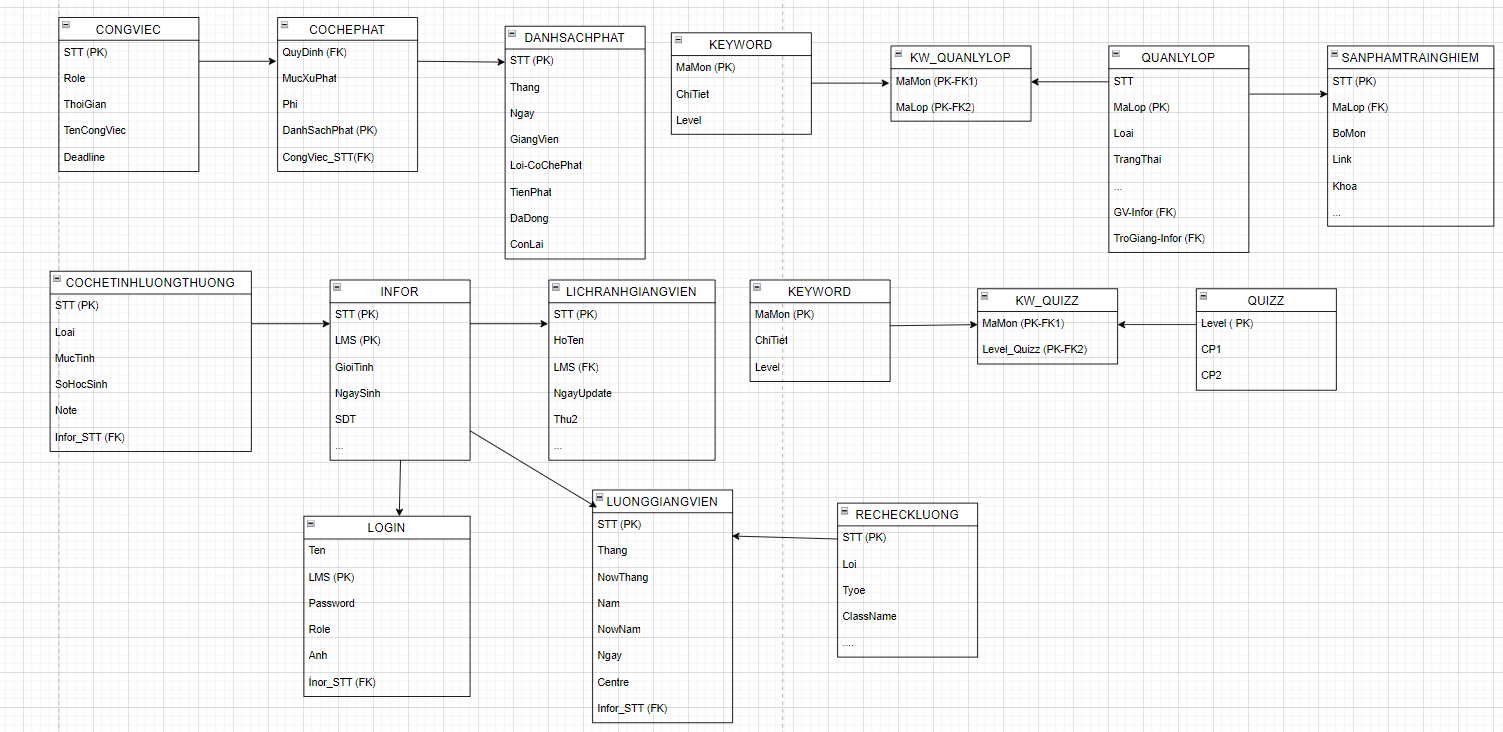 CONGVIEC
STT (PK)
Role
ThoiGian
TenCongViec
Deadline
COCHEPHAT
QuyDinh (FK)
MucXuPhat
Phi
DanhSachPhat (PK)
CongViec_STT(FK)
DANHSACHPHAT
STT (PK)
Thang
Ngay
GiangVien
Loi-CoChePhat
TienPhat
DaDong
ConLai
KEYWORD
MaMon (PK)
ChiTiet
Level
KW_QUANLYLOP
MaMon (PK-FK1)
MaLop (PK-FK2)
QUANLYLOP
STT
MaLop (PK)
Loai
TrangThai
...
GV-Infor (FK)
TroGiang-Infor (FK)
SANPHAMTRAINGHIEM
STT (PK)
MaLop (FK)
BoMon
Link
Khoa
...
COCHETINHLUONGTHUONG
STT (PK)
Loai
MucTinh
SoHocSinh
Note
Infor_STT (FK)
INFOR
STT (PK)
LMS (PK)
GioiTinh
NgaySinh
SDT
...
LICHRANHGIANGVIEN
STT (PK)
HoTen
LMS (FK)
NgayUpdate
Thu2
...
KEYWORD
MaMon (PK)
ChiTiet
Level
KW_QUIZZ
MaMon (PK-FK1)
Level_Quizz (PK-FK2)
QUIZZ
Level ( PK)
CP1
CP2
LOGIN
Ten
LMS (PK)
Password
Role
Anh
Inor_STT (FK)
LUONGGIANGVIEN
STT (PK)
Thang
NowThang
Nam
NowNam
Ngay
Centre
Infor_STT (FK)
RECHECKLUONG
STT (PK)
Loi
Tyoe
ClassName
....